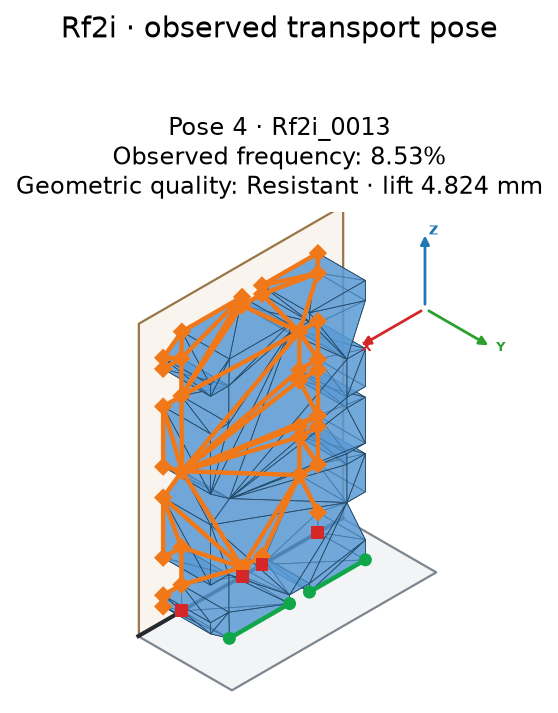 Rf2i · observed transport pose
Pose 4 · Rf2i_0013
Observed frequency: 8.53%
Geometric quality: Resistant · lift 4.824 mm
Z
X
Y